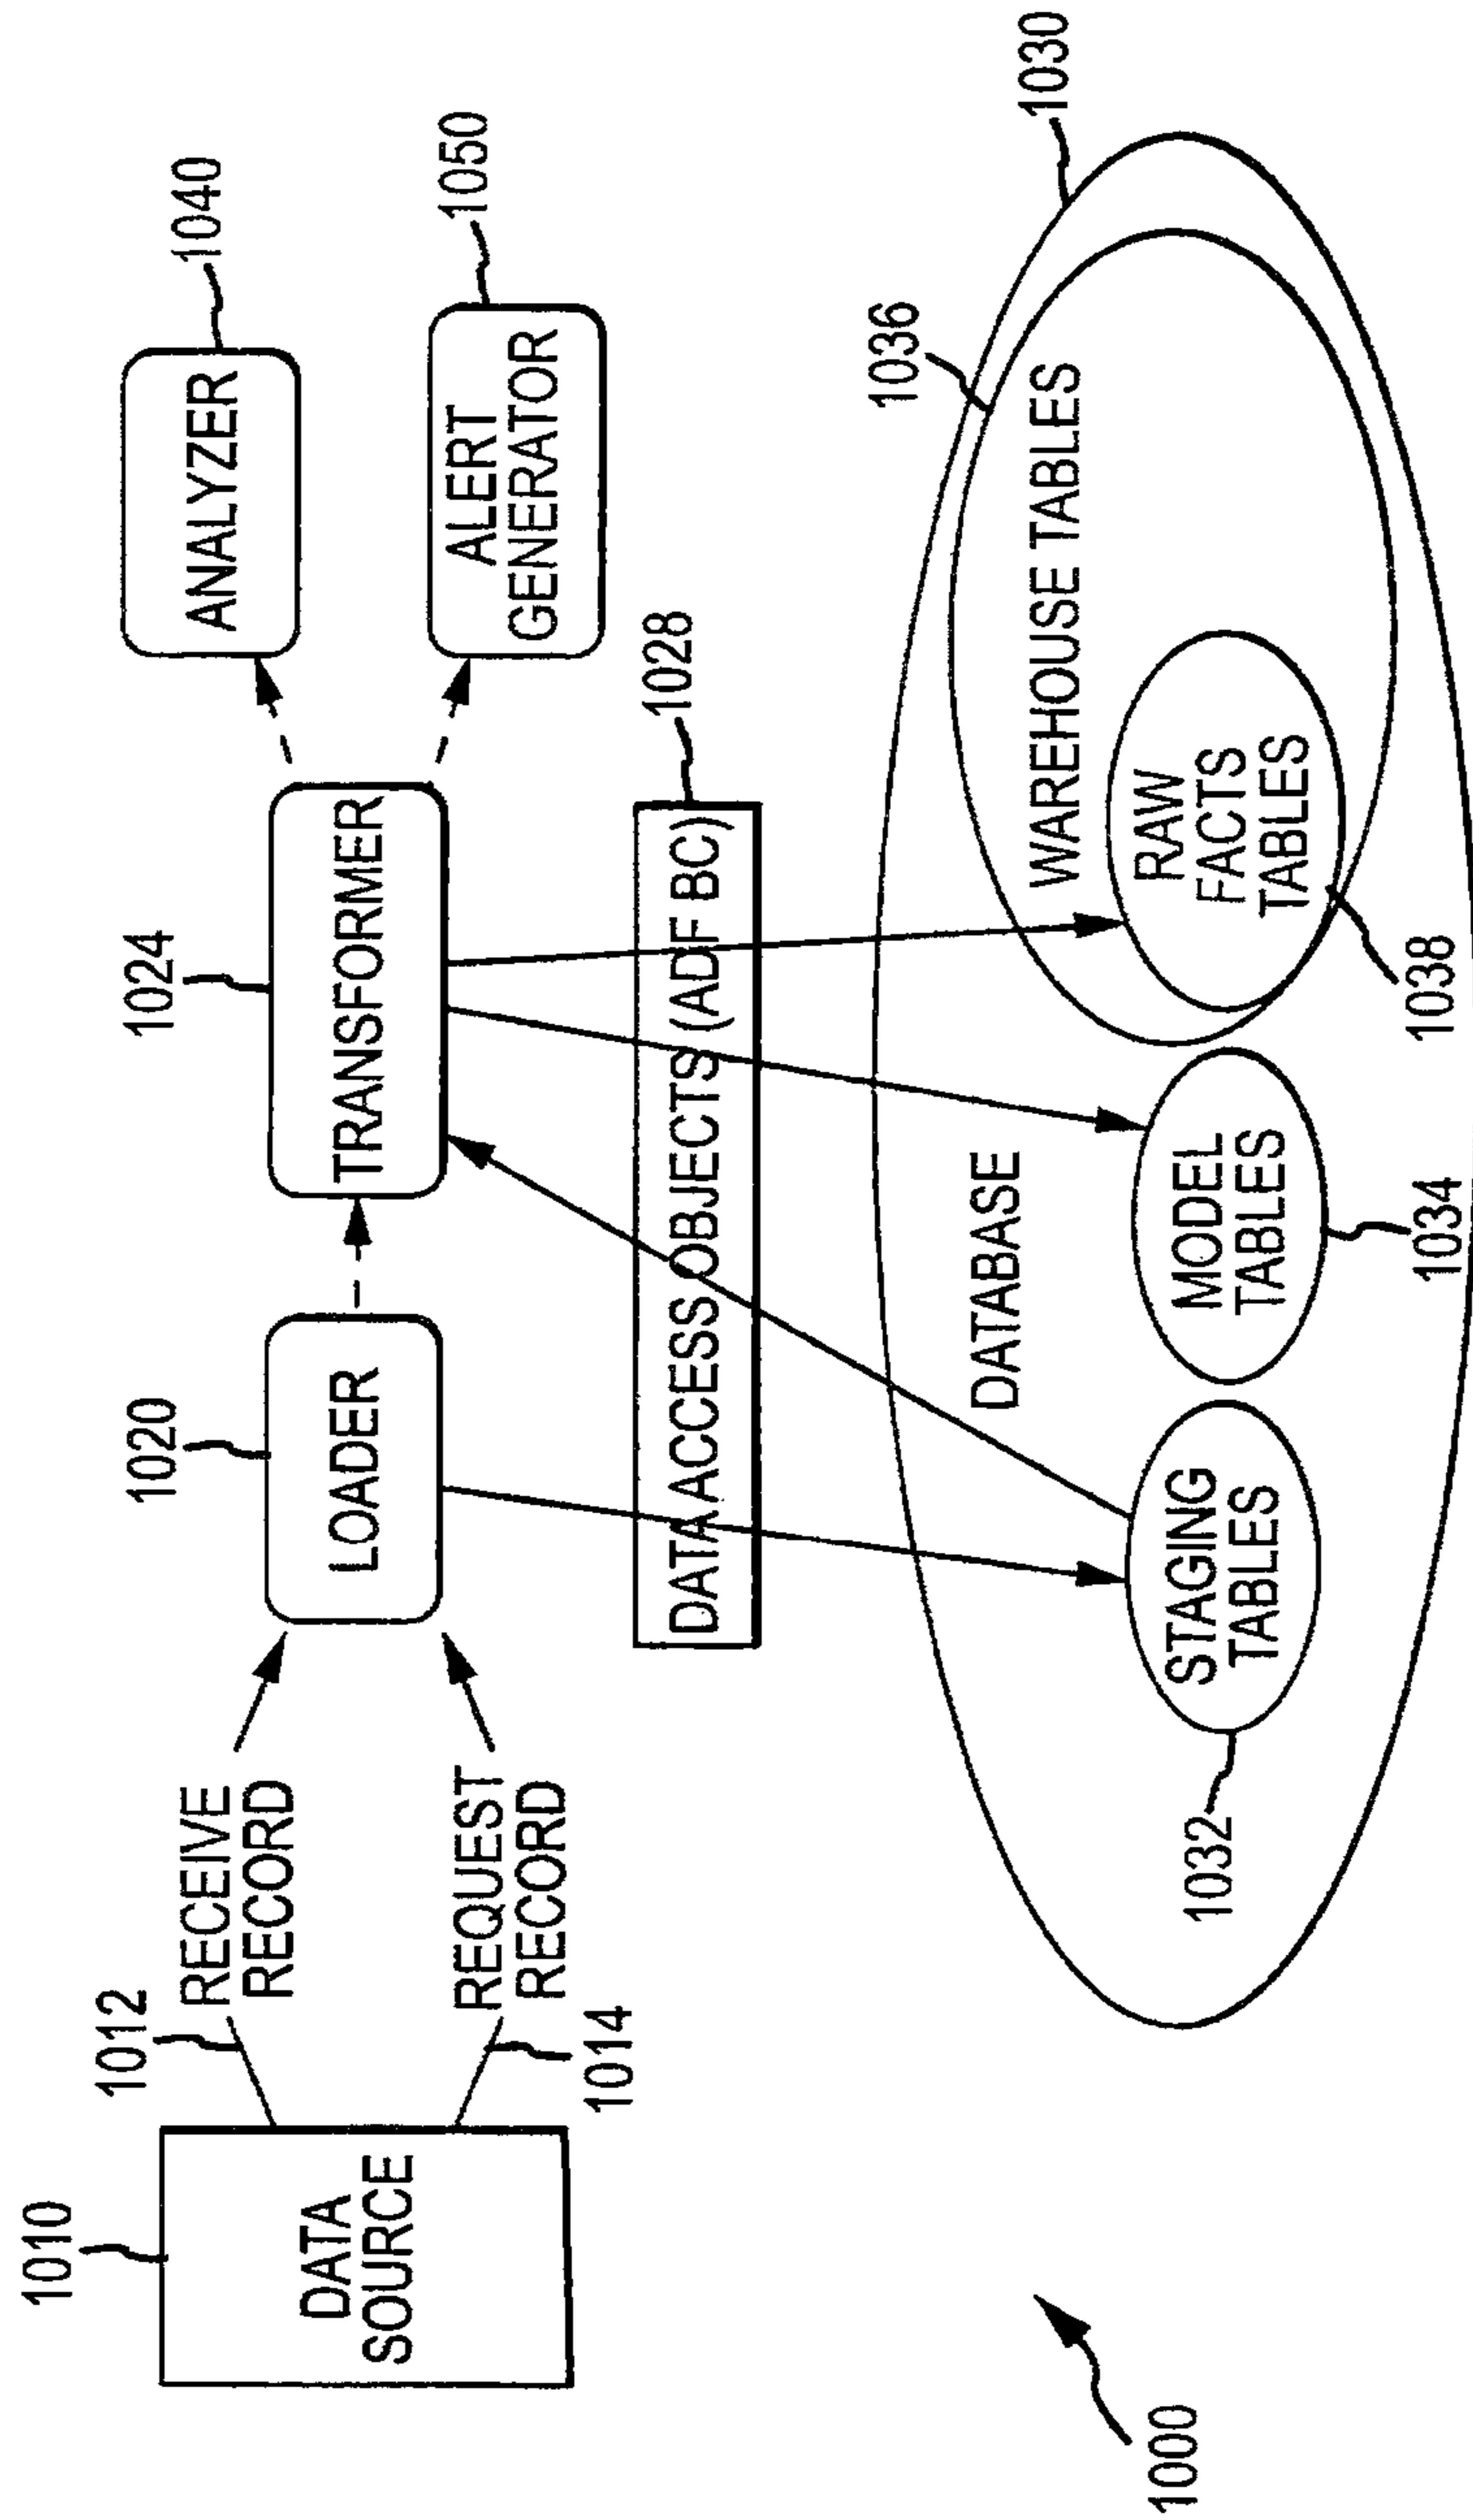 1010
DATA
SOURCE
1012
RECEIVE
RECORD
REQUEST
RECORD
1014
1020
LOADER
1024
TRANSFORMER
1040
ANALYZER
1050
ALERT
GENERATOR
1028
DATA ACCESS OBJECTS (ADF BC)
1030
DATABASE
1032
STAGING
TABLES
1034
MODEL
TABLES
1036
WAREHOUSE TABLES
RAW
FACTS
TABLES
1038
1000